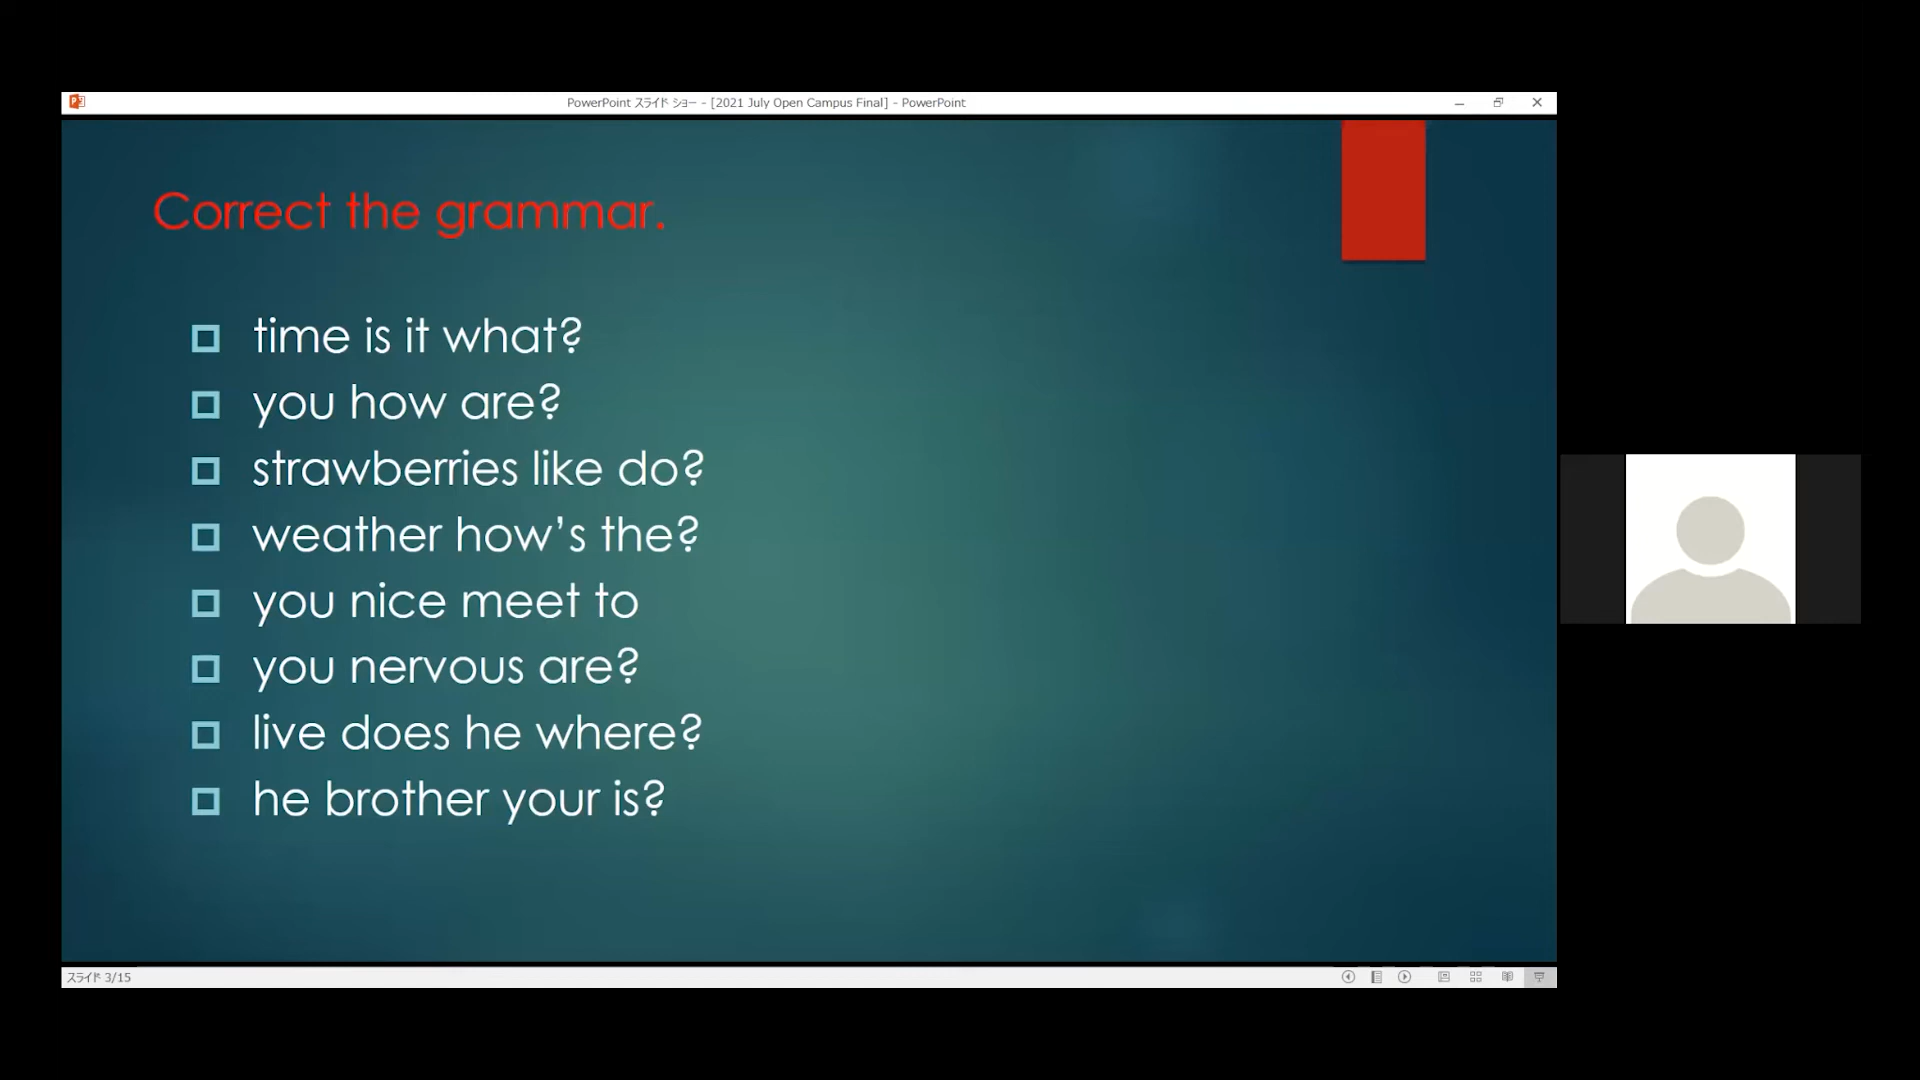 PowerPoint スライド ショー - [2021 July Open Campus Final] - PowerPoint
Correct the grammar.
time is it what?
you how are?
strawberries like do?
weather how’s the?
you nice meet to
you nervous are?
live does he where?
he brother your is?
スライド 3/15